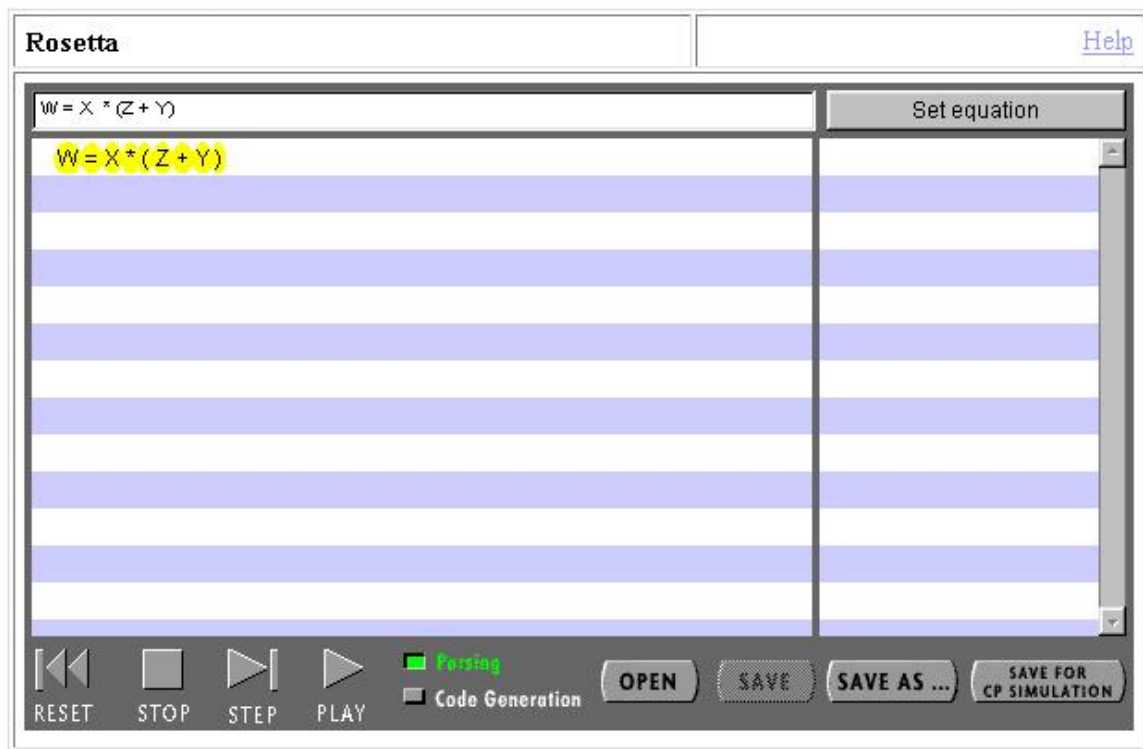 Rosetta
Help
W = X * (Z + Y)
Set equation
W = X * ( Z + Y )
Parsing
Code Generation
RESET
STOP
STEP
PLAY
OPEN
SAVE
SAVE AS ...
SAVE FOR
CP SIMULATION